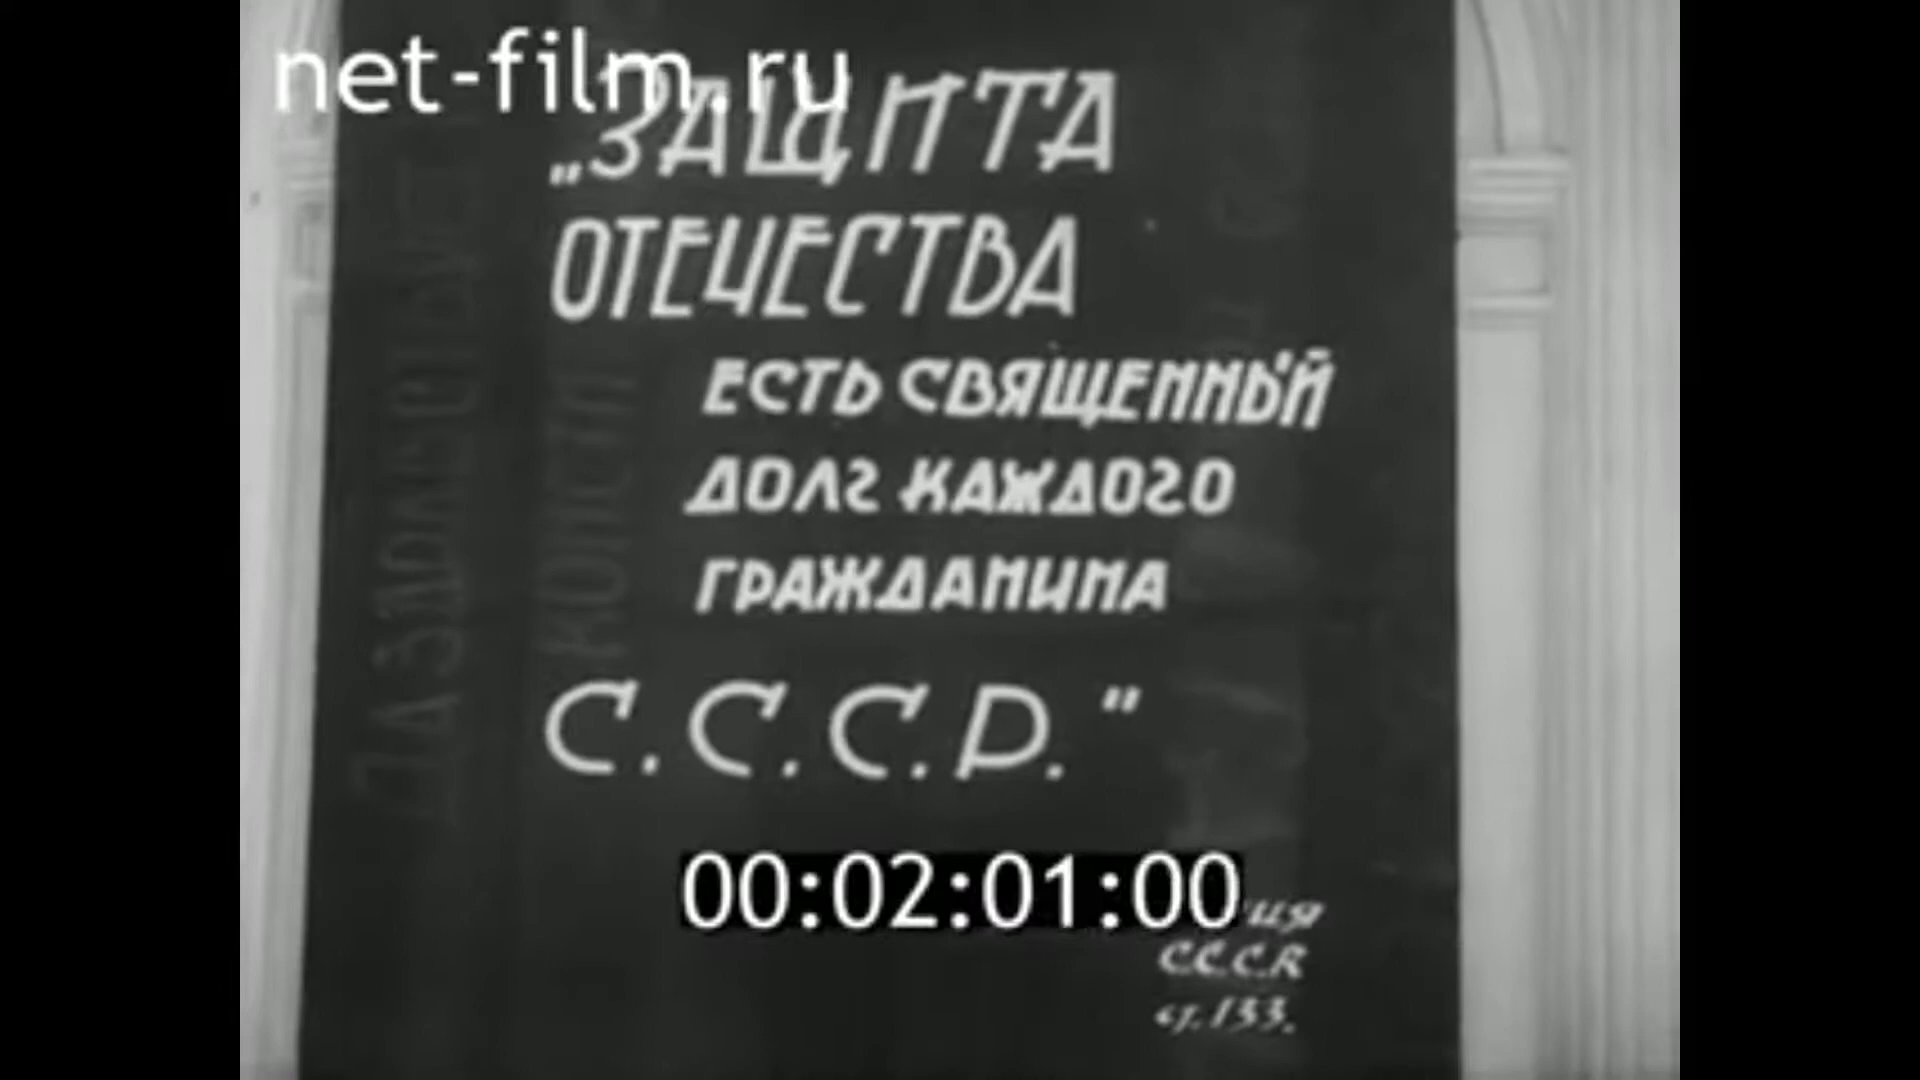 net-film.ru
„ЗАЩИТА
ОТЕЧЕСТВА
ЕСТЬ СВЯЩЕННЫЙ
ДОЛГ КАЖДОГО
ГРАЖДАНИНА
С.С.С.Р."
00:02:01:00
С.С.С.Р.
ст. 133.